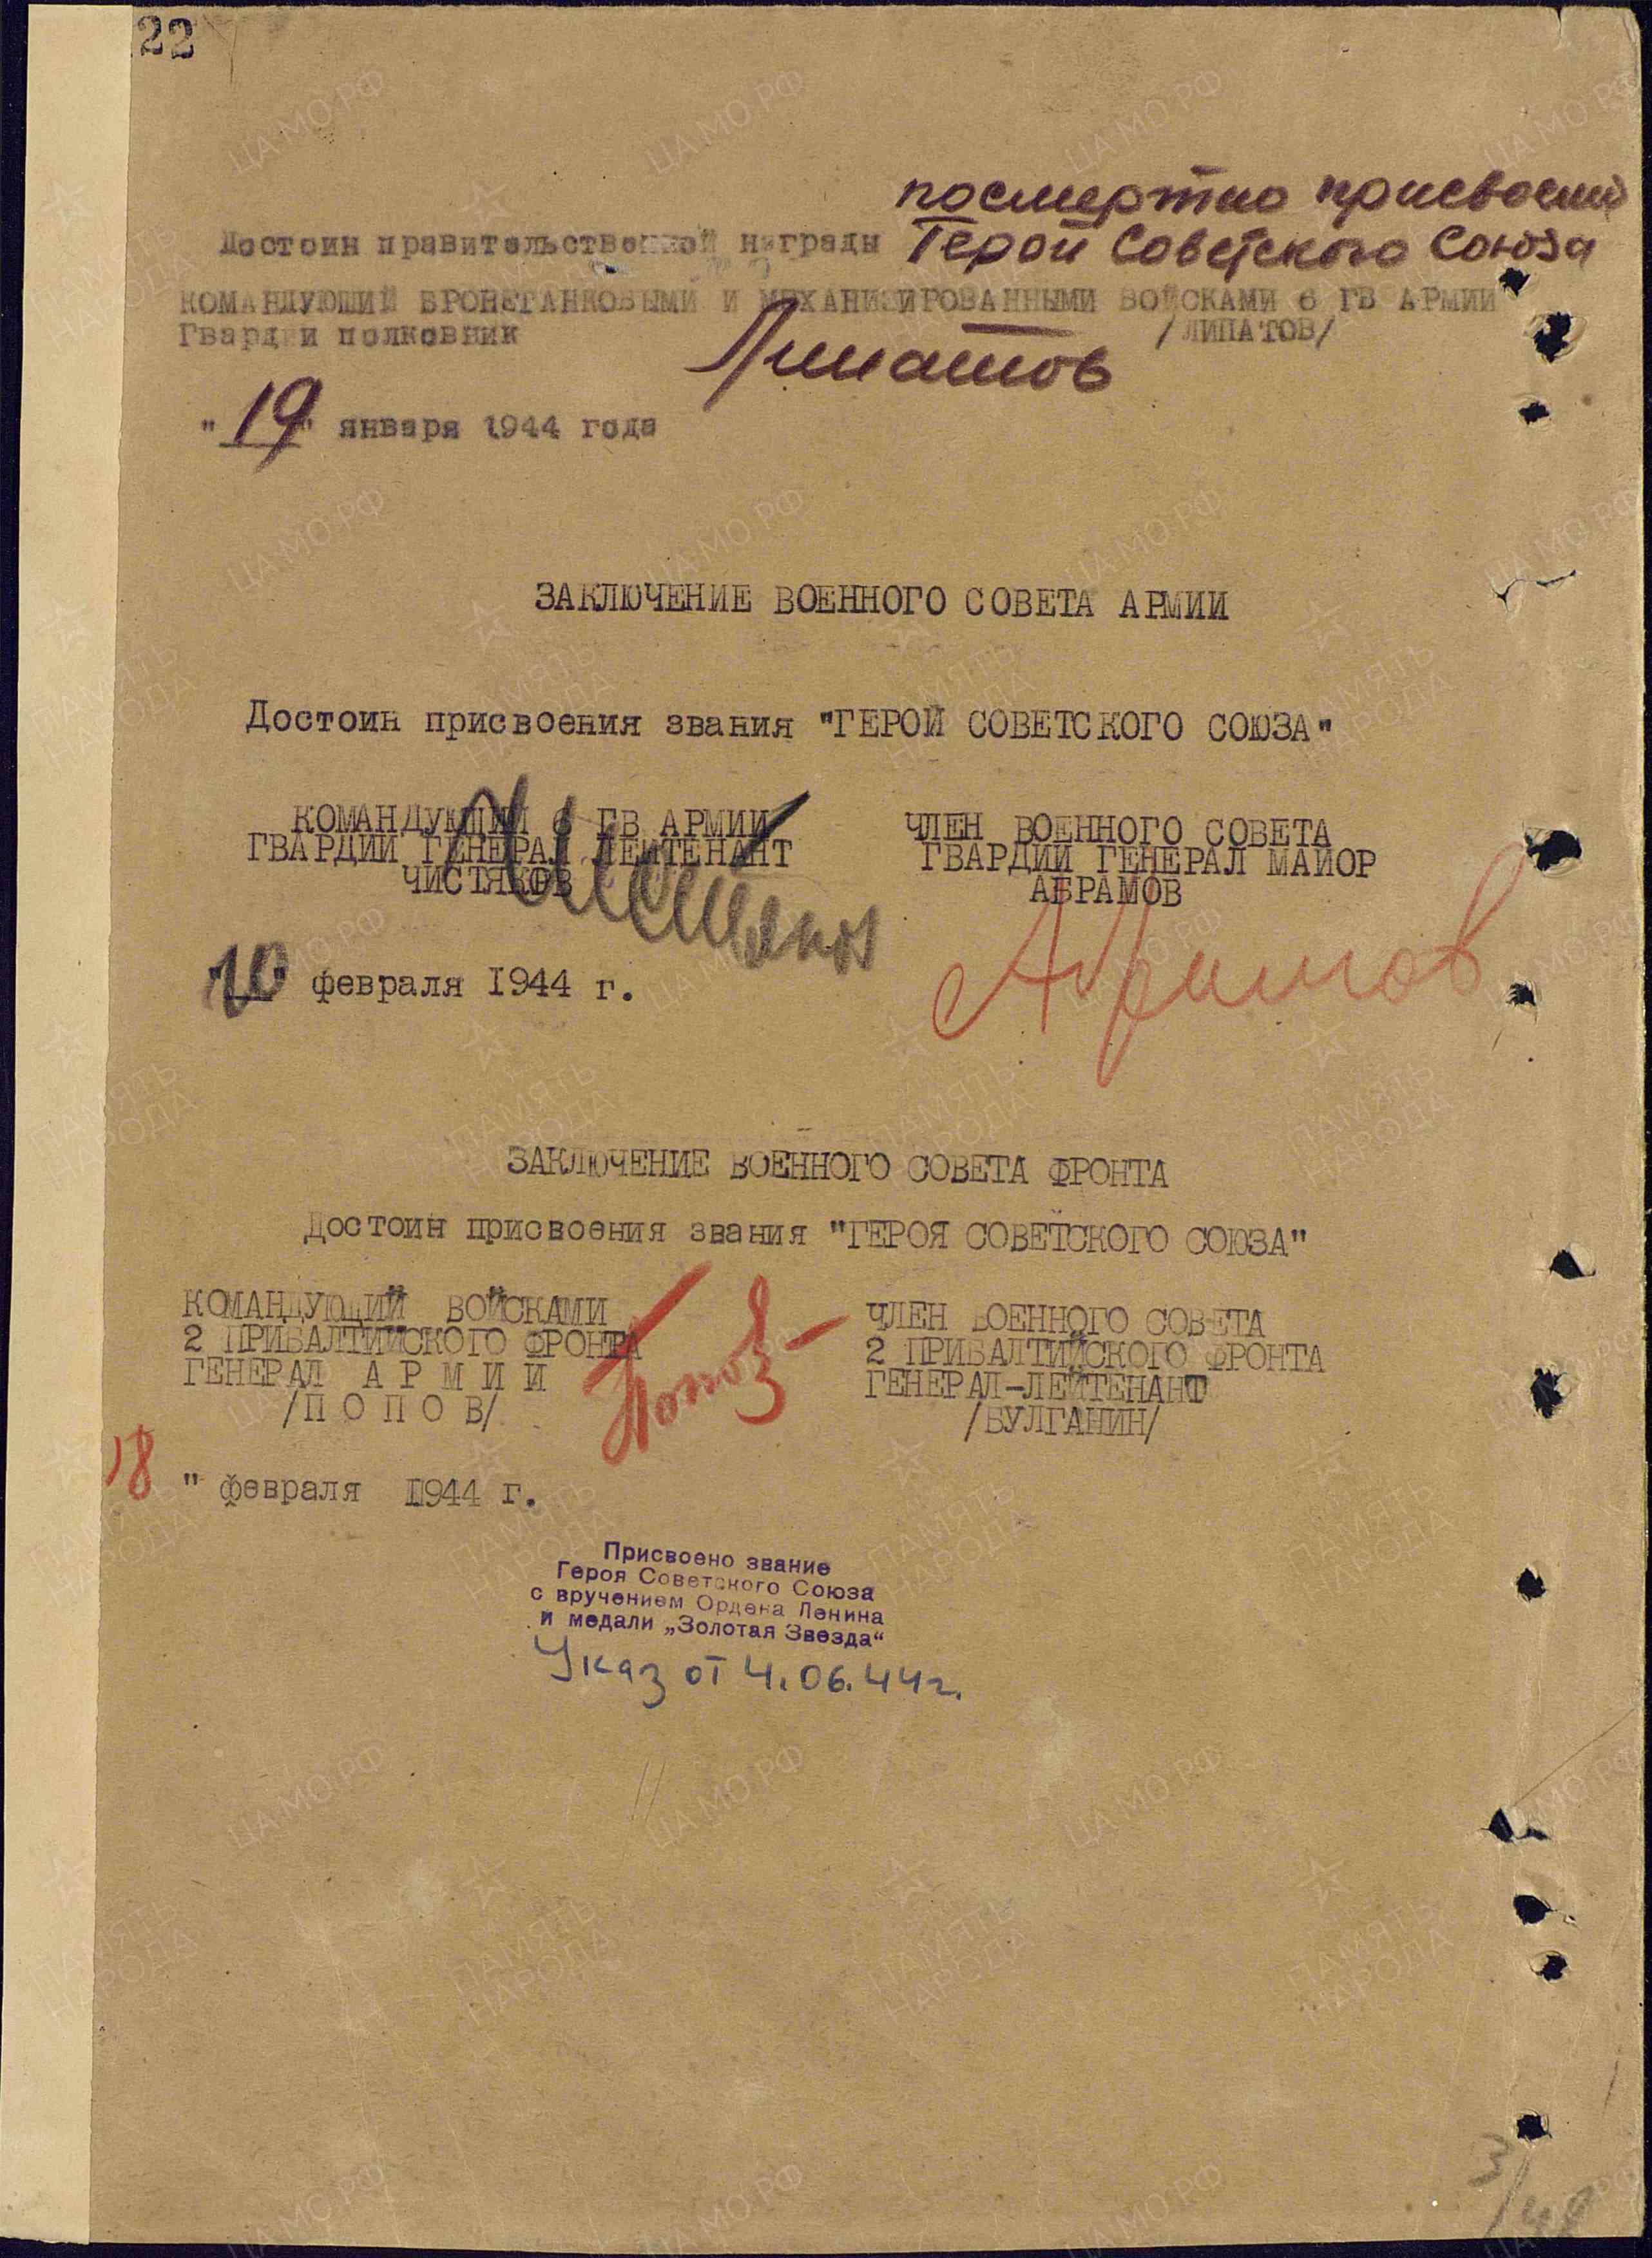 22
посмертно присвоении
Достоин правительственной награды Герой Советского Союза
КОМАНДУЮЩИЙ БРОНЕТАНКОВЫМИ И МЕХАНИЗИРОВАННЫМИ ВОЙСКАМИ 6 ГВ АРМИИ
Гвардии полковник /ЛИПАТОВ/
Липатов
"19" января 1944 года
ЗАКЛЮЧЕНИЕ ВОЕННОГО СОВЕТА АРМИИ
Достоин присвоения звания "ГЕРОЙ СОВЕТСКОГО СОЮЗА"
КОМАНДУЮЩИЙ 6 ГВ АРМИИ
ГВАРДИИ ГЕНЕРАЛ ЛЕЙТЕНАНТ
ЧИСТЯКОВ
Чистяков
ЧЛЕН ВОЕННОГО СОВЕТА
ГВАРДИИ ГЕНЕРАЛ МАЙОР
АБРАМОВ
Абрамов
"10" февраля 1944 г.
ЗАКЛЮЧЕНИЕ ВОЕННОГО СОВЕТА ФРОНТА
Достоин присвоения звания "ГЕРОЯ СОВЕТСКОГО СОЮЗА"
КОМАНДУЮЩИЙ ВОЙСКАМИ
2 ПРИБАЛТИЙСКОГО ФРОНТА
ГЕНЕРАЛ АРМИИ
/ПОПОВ/
Попов
ЧЛЕН ВОЕННОГО СОВЕТА
2 ПРИБАЛТИЙСКОГО ФРОНТА
ГЕНЕРАЛ-ЛЕЙТЕНАНТ
/БУЛГАНИН/
18 " февраля 1944 г.
Присвоено звание
Героя Советского Союза
с вручением Ордена Ленина
и медали „Золотая Звезда“
Указ от 4.06.44г.